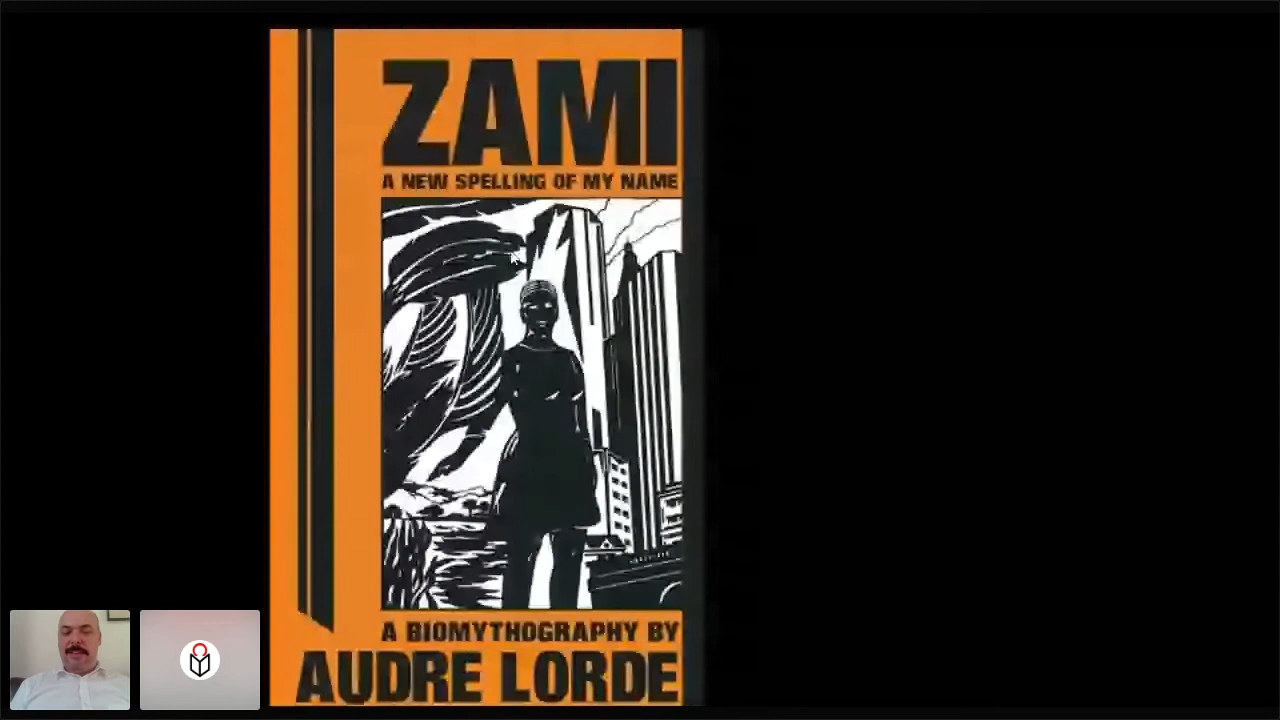 ZAMI
A NEW SPELLING OF MY NAME
A BIOMYTHOGRAPHY BY
AUDRE LORDE